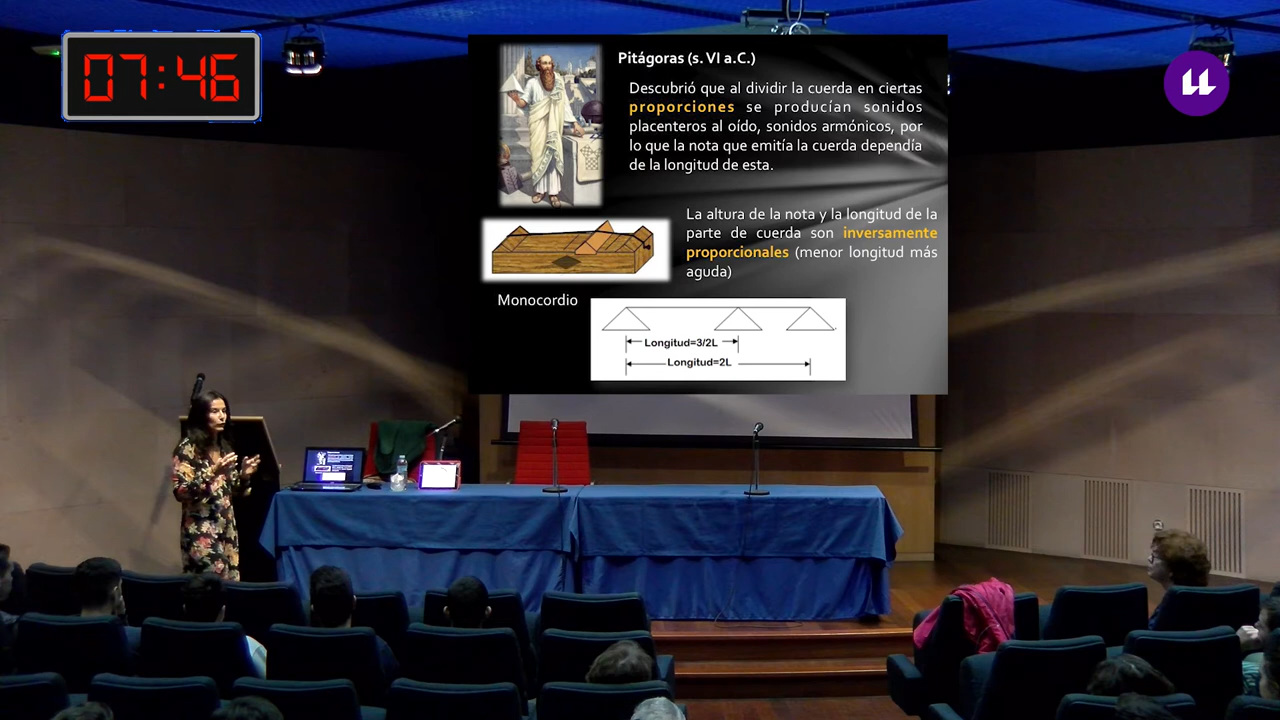 07:46
Pitágoras (s. VI a.C.)
Descubrió que al dividir la cuerda en ciertas
proporciones se producían sonidos
placenteros al oído, sonidos armónicos, por
lo que la nota que emitía la cuerda dependía
de la longitud de esta.
La altura de la nota y la longitud de la
parte de cuerda son inversamente
proporcionales (menor longitud más
aguda)
Monocordio
Longitud=3/2L
Longitud=2L